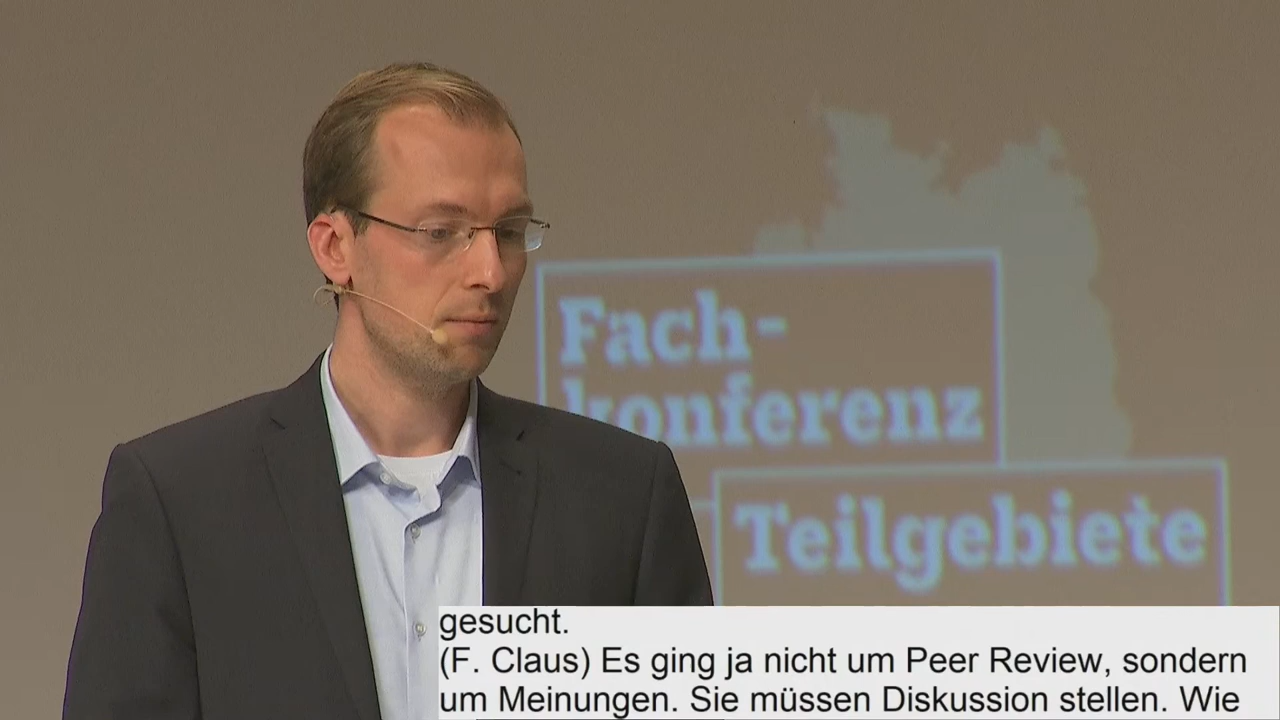 Fach-
konferenz
Teilgebiete
gesucht.
(F. Claus) Es ging ja nicht um Peer Review, sondern
um Meinungen. Sie müssen Diskussion stellen. Wie